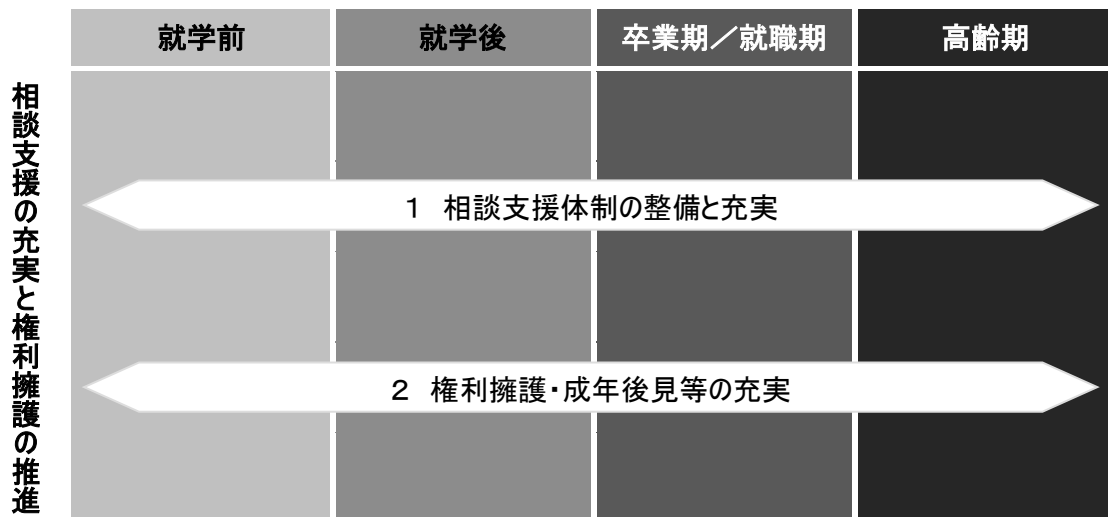 就学前
就学後
卒業期／就職期
高齢期
相談支援の充実と権利擁護の推進
1 相談支援体制の整備と充実
2 権利擁護・成年後見等の充実